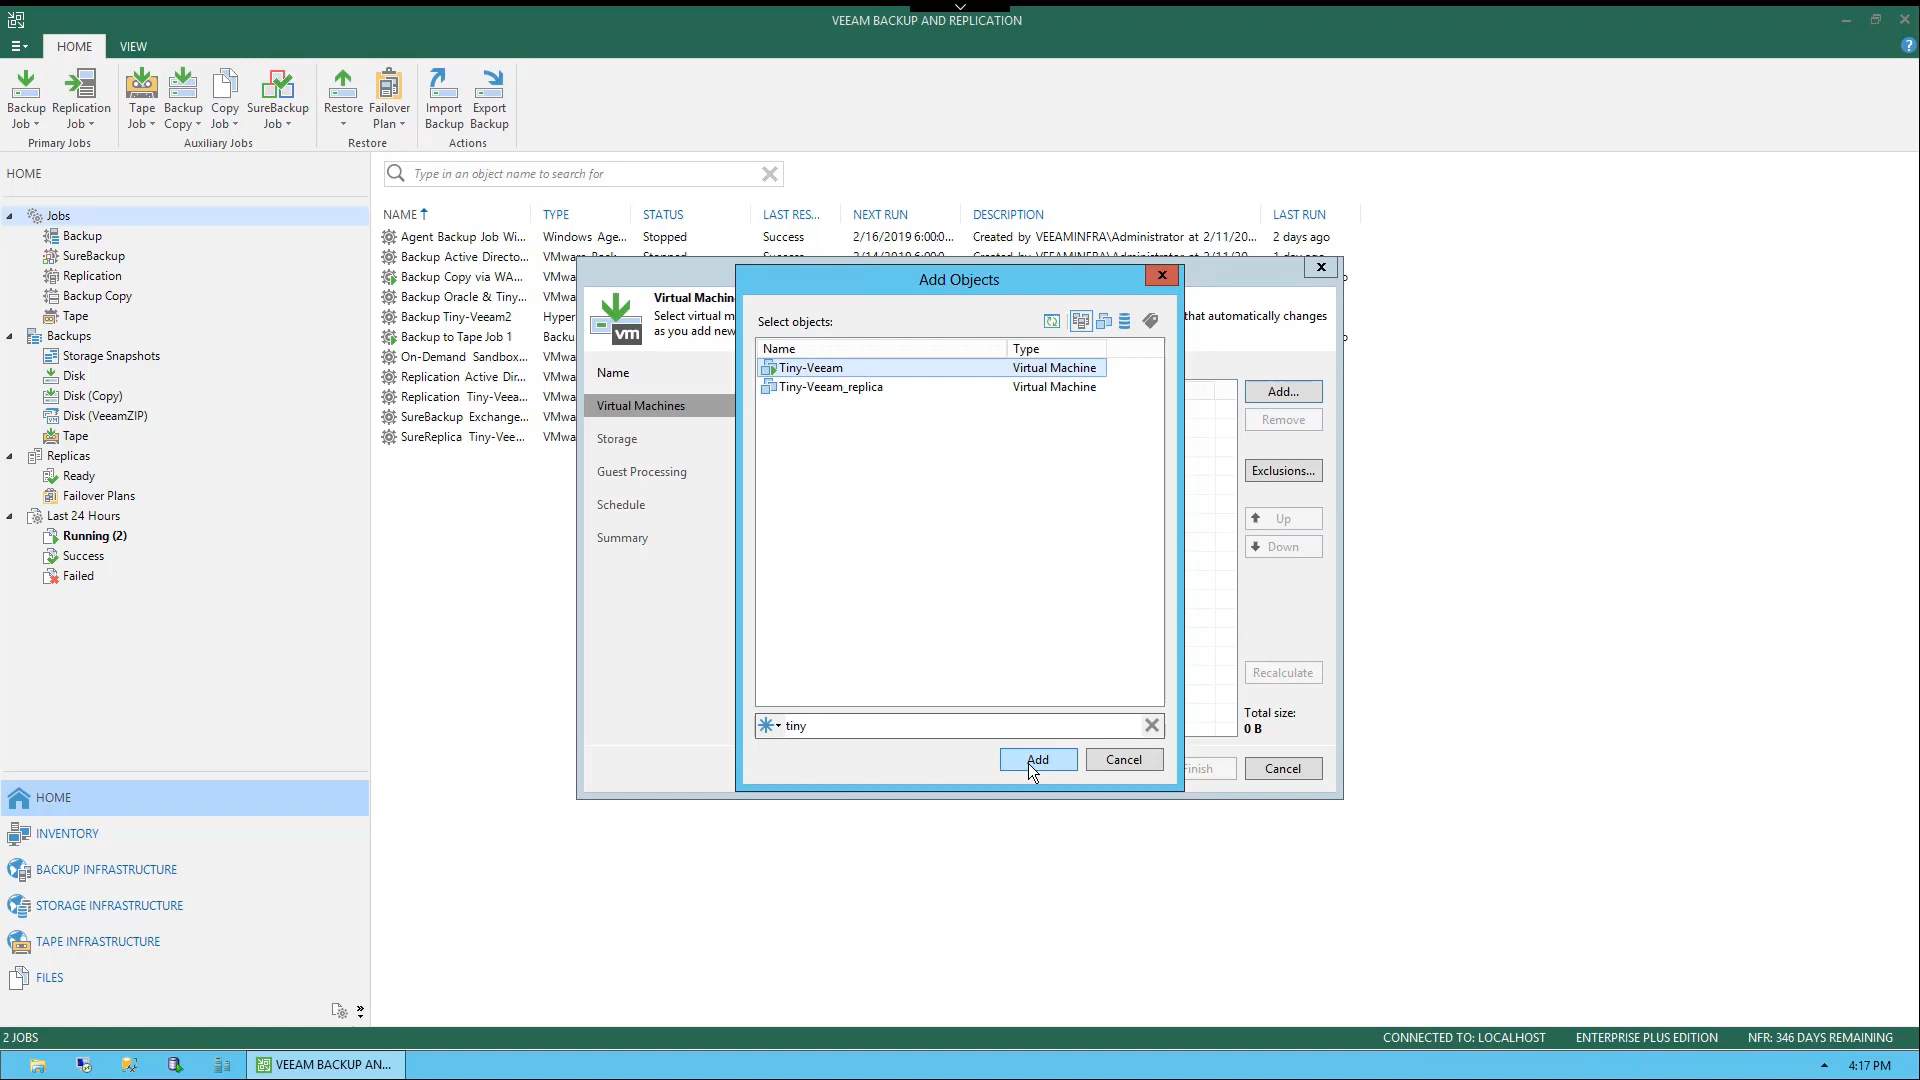 VEEAM BACKUP AND REPLICATION
HOME
VIEW
Backup Job
Replication Job
Tape Job
Backup Copy
Copy Job
SureBackup Job
Restore
Failover Plan
Import Backup
Export Backup
Primary Jobs
Auxiliary Jobs
Restore
Actions
HOME
Jobs
Backup
SureBackup
Replication
Backup Copy
Tape
Backups
Storage Snapshots
Disk
Disk (Copy)
Disk (VeeamZIP)
Tape
Replicas
Ready
Failover Plans
Last 24 Hours
Running (2)
Success
Failed
HOME
INVENTORY
BACKUP INFRASTRUCTURE
STORAGE INFRASTRUCTURE
TAPE INFRASTRUCTURE
FILES
Type in an object name to search for
NAME TYPE STATUS LAST RES... NEXT RUN DESCRIPTION LAST RUN
Agent Backup Job Wi... Windows Age... Stopped Success 2/16/2019 6:00:0... Created by VEEAMINFRA\Administrator at 2/11/20... 2 days ago
Backup Active Directo...
Backup Copy via WA... VMwa
Backup Oracle & Tiny... VMwa
Backup Tiny-Veeam2 Hyper
Backup to Tape Job 1 Backu
On-Demand Sandbox... VMwa
Replication Active Dir... VMwa
Replication Tiny-Veea... VMwa
SureBackup Exchange... VMwa
SureReplica Tiny-Vee... VMwa
x
Virtual Machin
Select virtual m
as you add new
that automatically changes
vm
Name
Virtual Machines
Storage
Guest Processing
Schedule
Summary
Add...
Remove
Exclusions...
Up
Down
Recalculate
Total size:
0 B
Finish
Cancel
Add Objects
x
Select objects:
Name Type
Tiny-Veeam Virtual Machine
Tiny-Veeam_replica Virtual Machine
tiny
Add
Cancel
2 JOBS
CONNECTED TO: LOCALHOST
ENTERPRISE PLUS EDITION
NFR: 346 DAYS REMAINING
VEEAM BACKUP AN...
4:17 PM